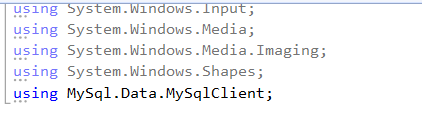 using System.Windows.Input;
using System.Windows.Media;
using System.Windows.Media.Imaging;
using System.Windows.Shapes;
using MySql.Data.MySqlClient;